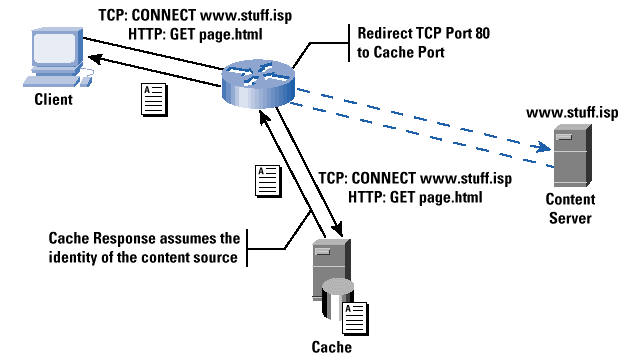 TCP: CONNECT www.stuff.isp
HTTP: GET page.html
Redirect TCP Port 80
to Cache Port
Client
A
www.stuff.isp
A
TCP: CONNECT www.stuff.isp
HTTP: GET page.html
Content
Server
Cache Response assumes the
identity of the content source
A
Cache